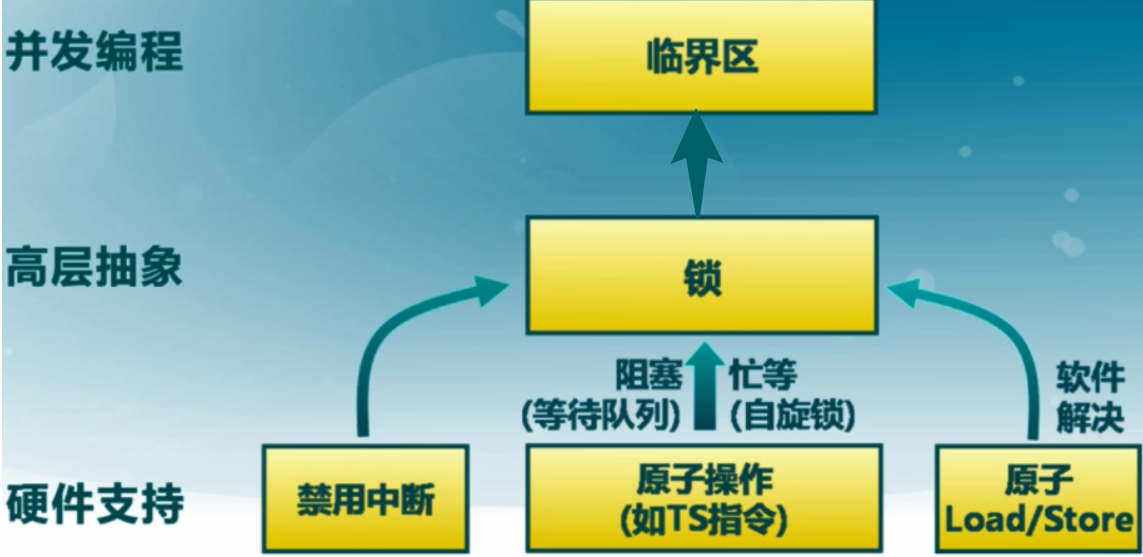 并发编程
临界区
高层抽象
锁
阻塞
(等待队列)
忙等
(自旋锁)
软件
解决
硬件支持
禁用中断
原子操作
(如TS指令)
原子
Load/Store